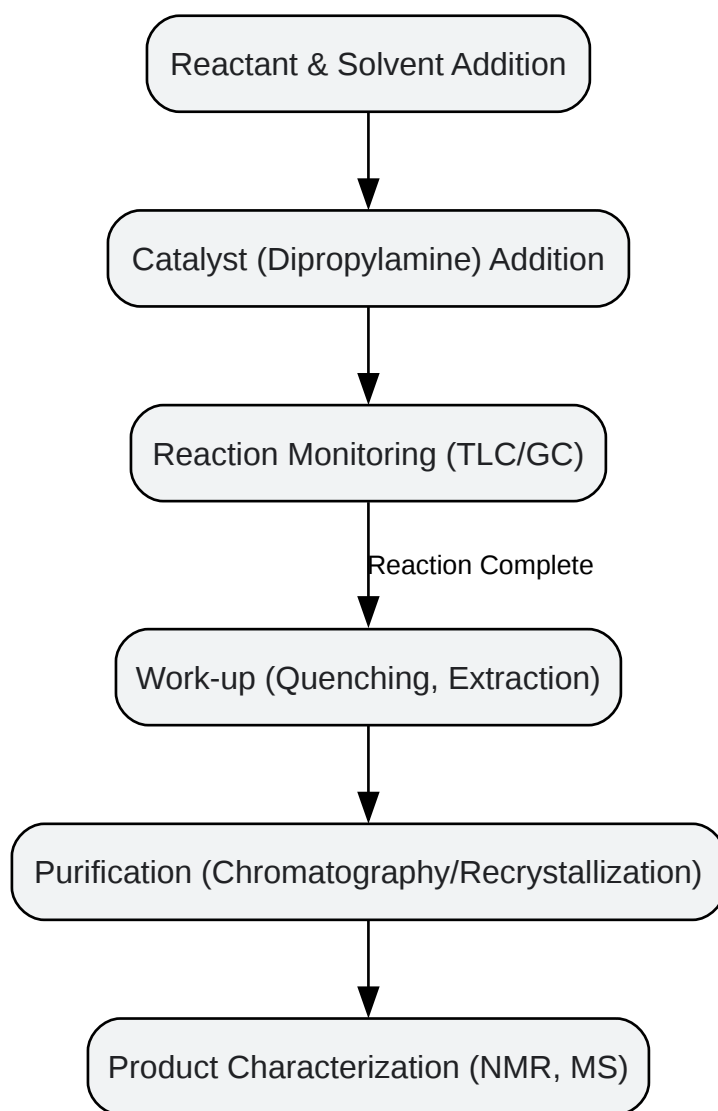 Reactant & Solvent Addition
Catalyst (Dipropylamine) Addition
Reaction Monitoring (TLC/GC)
Reaction Complete
Work-up (Quenching, Extraction)
Purification (Chromatography/Recrystallization)
Product Characterization (NMR, MS)